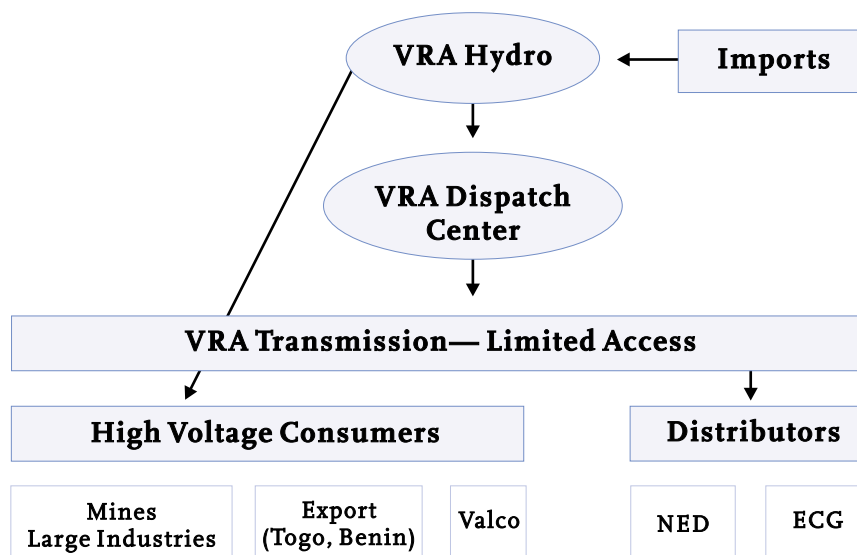 VRA Hydro
Imports
VRA Dispatch
Center
VRA Transmission— Limited Access
High Voltage Consumers
Distributors
Mines
Large Industries
Export
(Togo, Benin)
Valco
NED
ECG